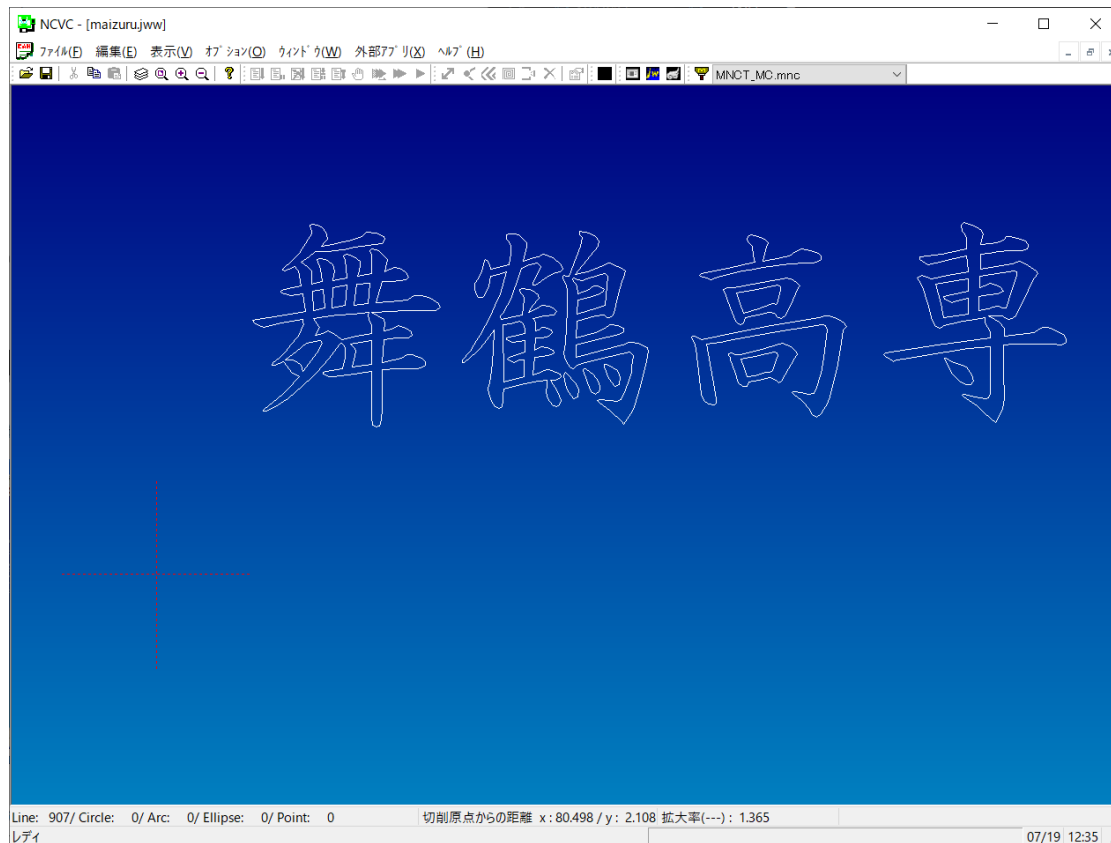 NCVC - [maizuru.jww]
ファイル(F) 編集(E) 表示(V) オプション(O) ウィンドウ(W) 外部アプリ(X) ヘルプ(H)
MNCT_MC.mnc
舞鶴高専
Line: 907/ Circle: 0/ Arc: 0/ Ellipse: 0/ Point: 0 切削原点からの距離 x : 80.498 / y : 2.108 拡大率(---) : 1.365
レディ 07/19 12:35